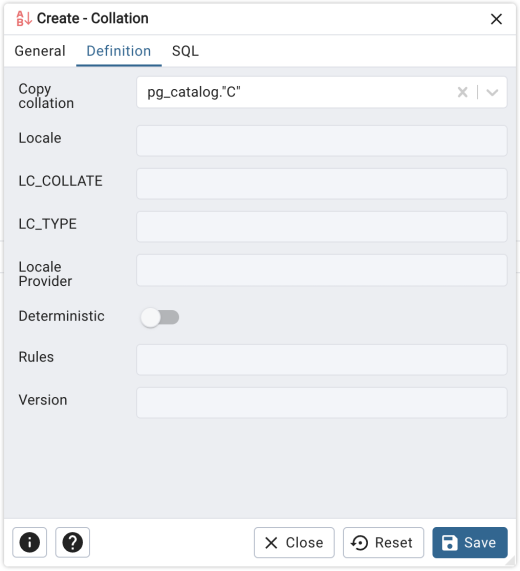 Create - Collation
General Definition SQL
Copy
collation
pg_catalog."C"
Locale
LC_COLLATE
LC_TYPE
Locale
Provider
Deterministic
Rules
Version
Close Reset Save